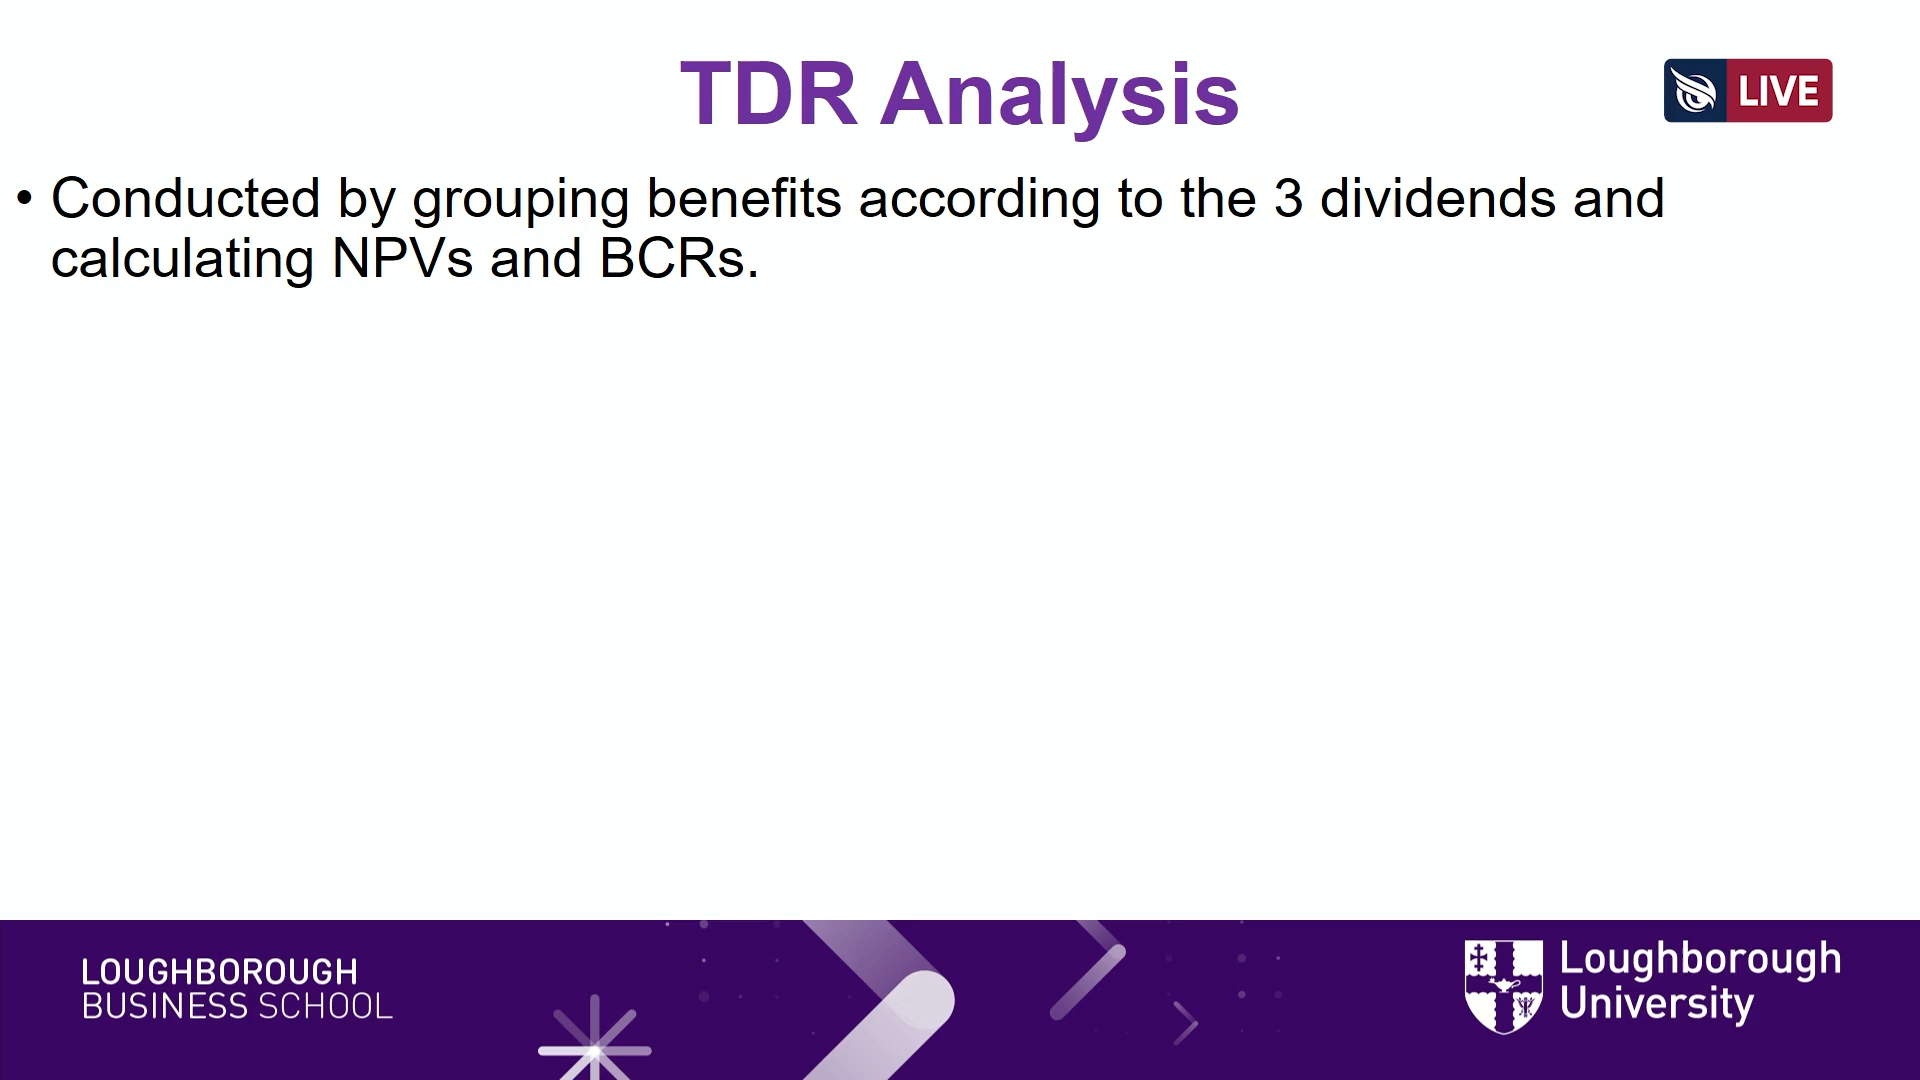 TDR Analysis
LIVE
• Conducted by grouping benefits according to the 3 dividends and
calculating NPVs and BCRs.
LOUGHBOROUGH
BUSINESS SCHOOL
Loughborough
University